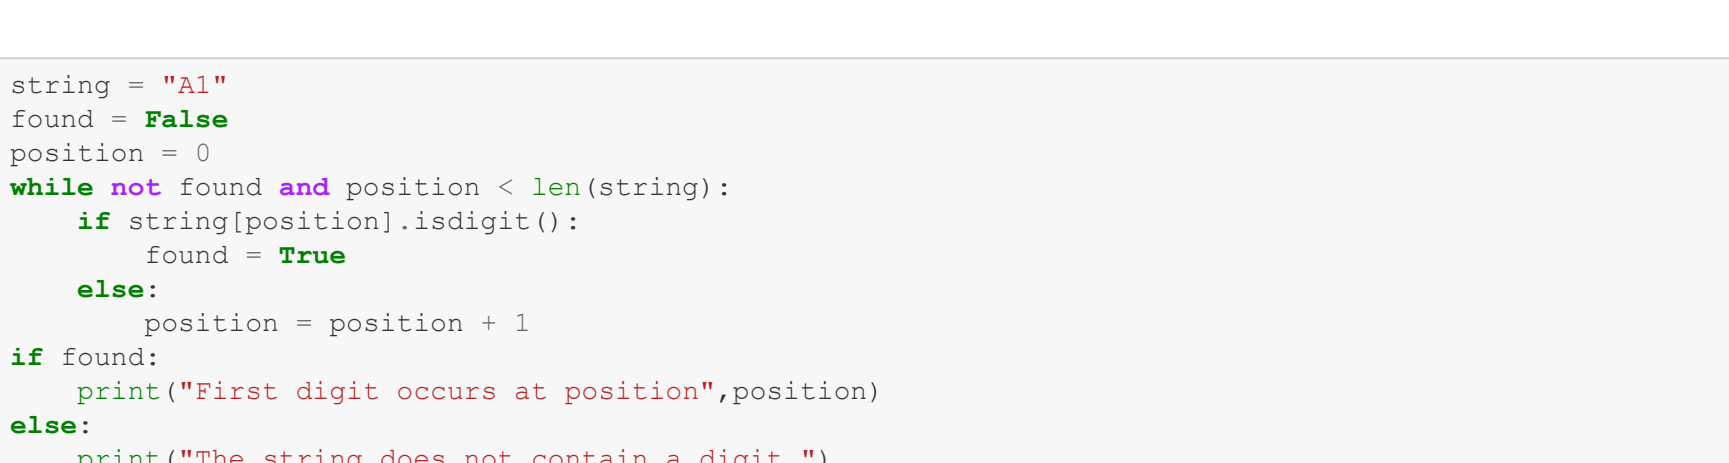 string = "A1"
found = False
position = 0
while not found and position < len(string):
    if string[position].isdigit():
        found = True
    else:
        position = position + 1
if found:
    print("First digit occurs at position",position)
else:
    print("The string does not contain a digit.")